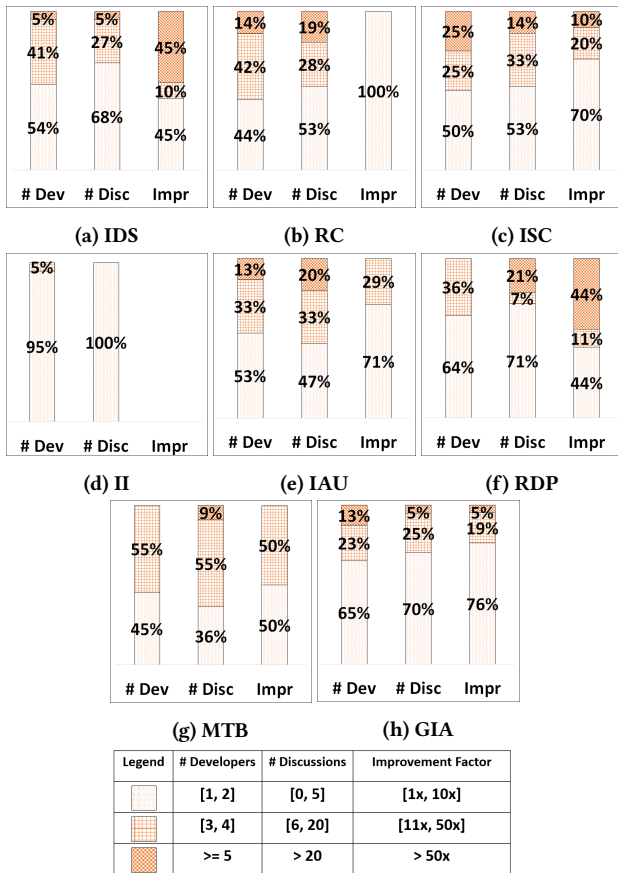 5% 5% 45%
41% 27% 10%
54% 68% 45%
# Dev # Disc Impr
(a) IDS
14% 19% 100%
42% 28%
44% 53%
# Dev # Disc Impr
(b) RC
25% 14% 10%
25% 33% 20%
50% 53% 70%
# Dev # Disc Impr
(c) ISC
5%
95% 100%
# Dev # Disc Impr
(d) II
13% 20% 29%
33% 33%
53% 47% 71%
# Dev # Disc Impr
(e) IAU
36% 21% 44%
7% 11%
64% 71% 44%
# Dev # Disc Impr
(f) RDP
9%
55% 55% 50%
45% 36% 50%
# Dev # Disc Impr
(g) MTB
13% 5% 5%
23% 25% 19%
65% 70% 76%
# Dev # Disc Impr
(h) GIA
Legend # Developers # Discussions Improvement Factor
[1, 2] [0, 5] [1x, 10x]
[3, 4] [6, 20] [11x, 50x]
>= 5 > 20 > 50x